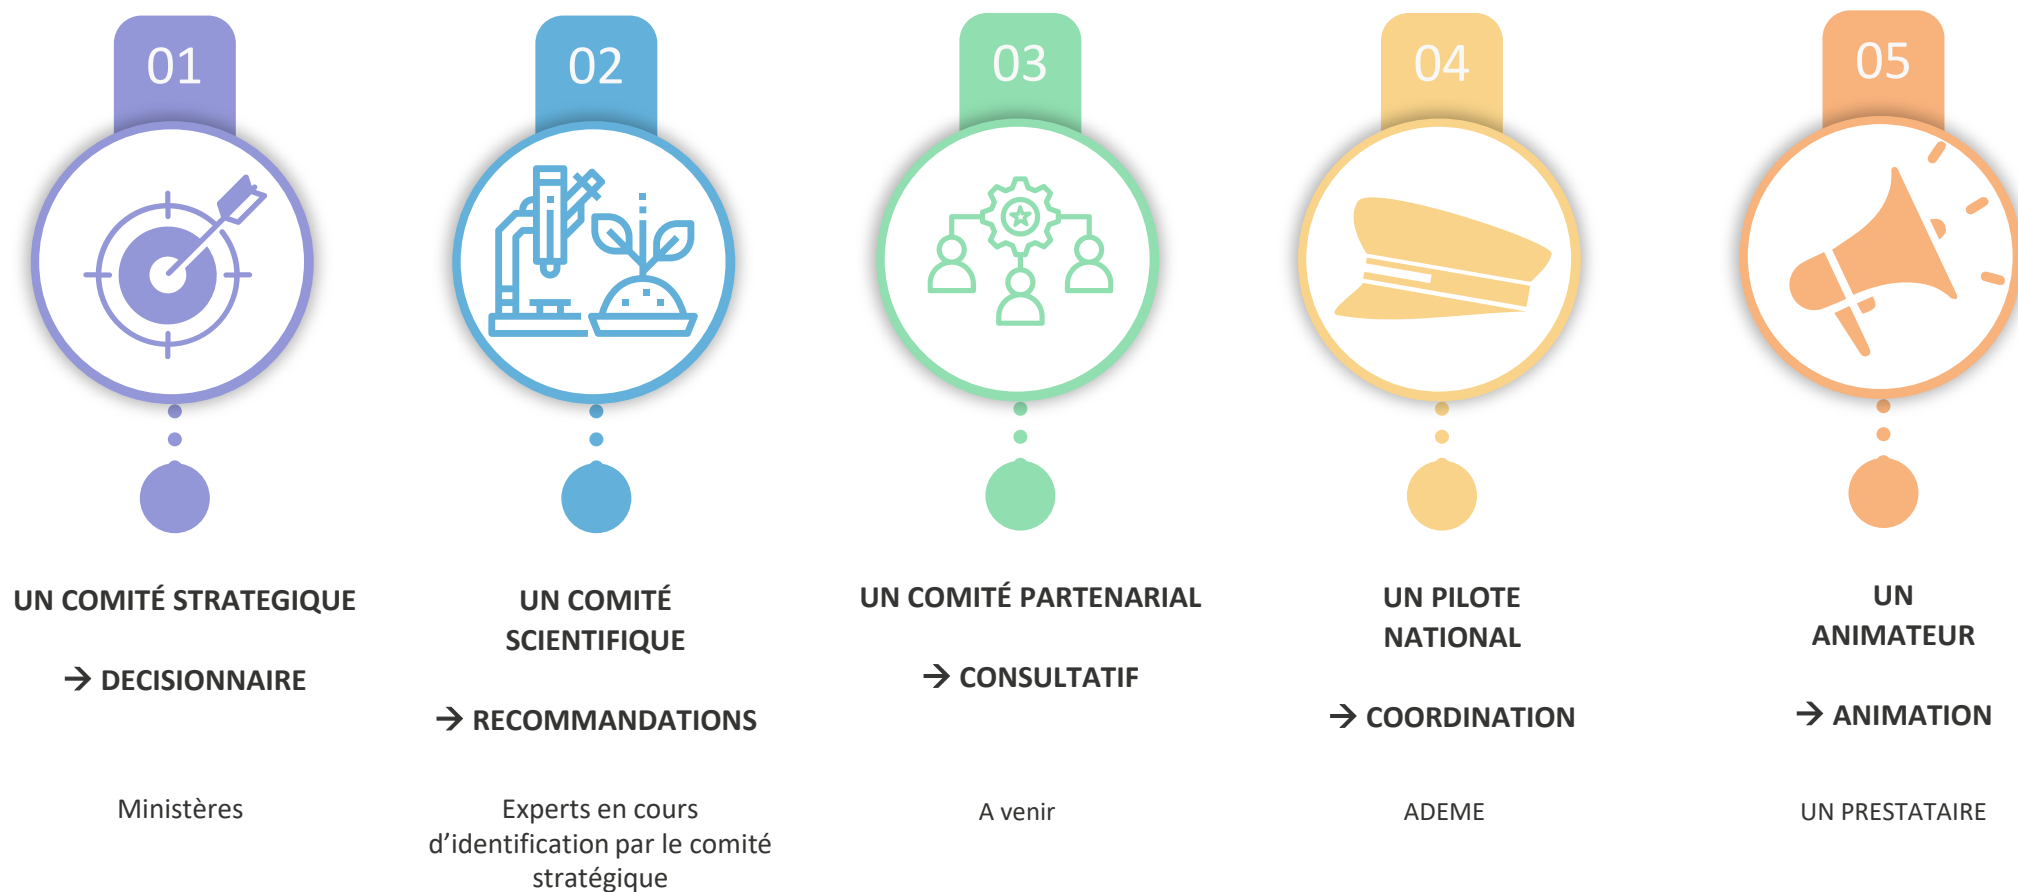 01
UN COMITÉ STRATEGIQUE
→ DECISIONNAIRE
Ministères
02
UN COMITÉ
SCIENTIFIQUE
→ RECOMMANDATIONS
Experts en cours
d’identification par le comité
stratégique
03
UN COMITÉ PARTENARIAL
→ CONSULTATIF
A venir
04
UN PILOTE
NATIONAL
→ COORDINATION
ADEME
05
UN
ANIMATEUR
→ ANIMATION
UN PRESTATAIRE